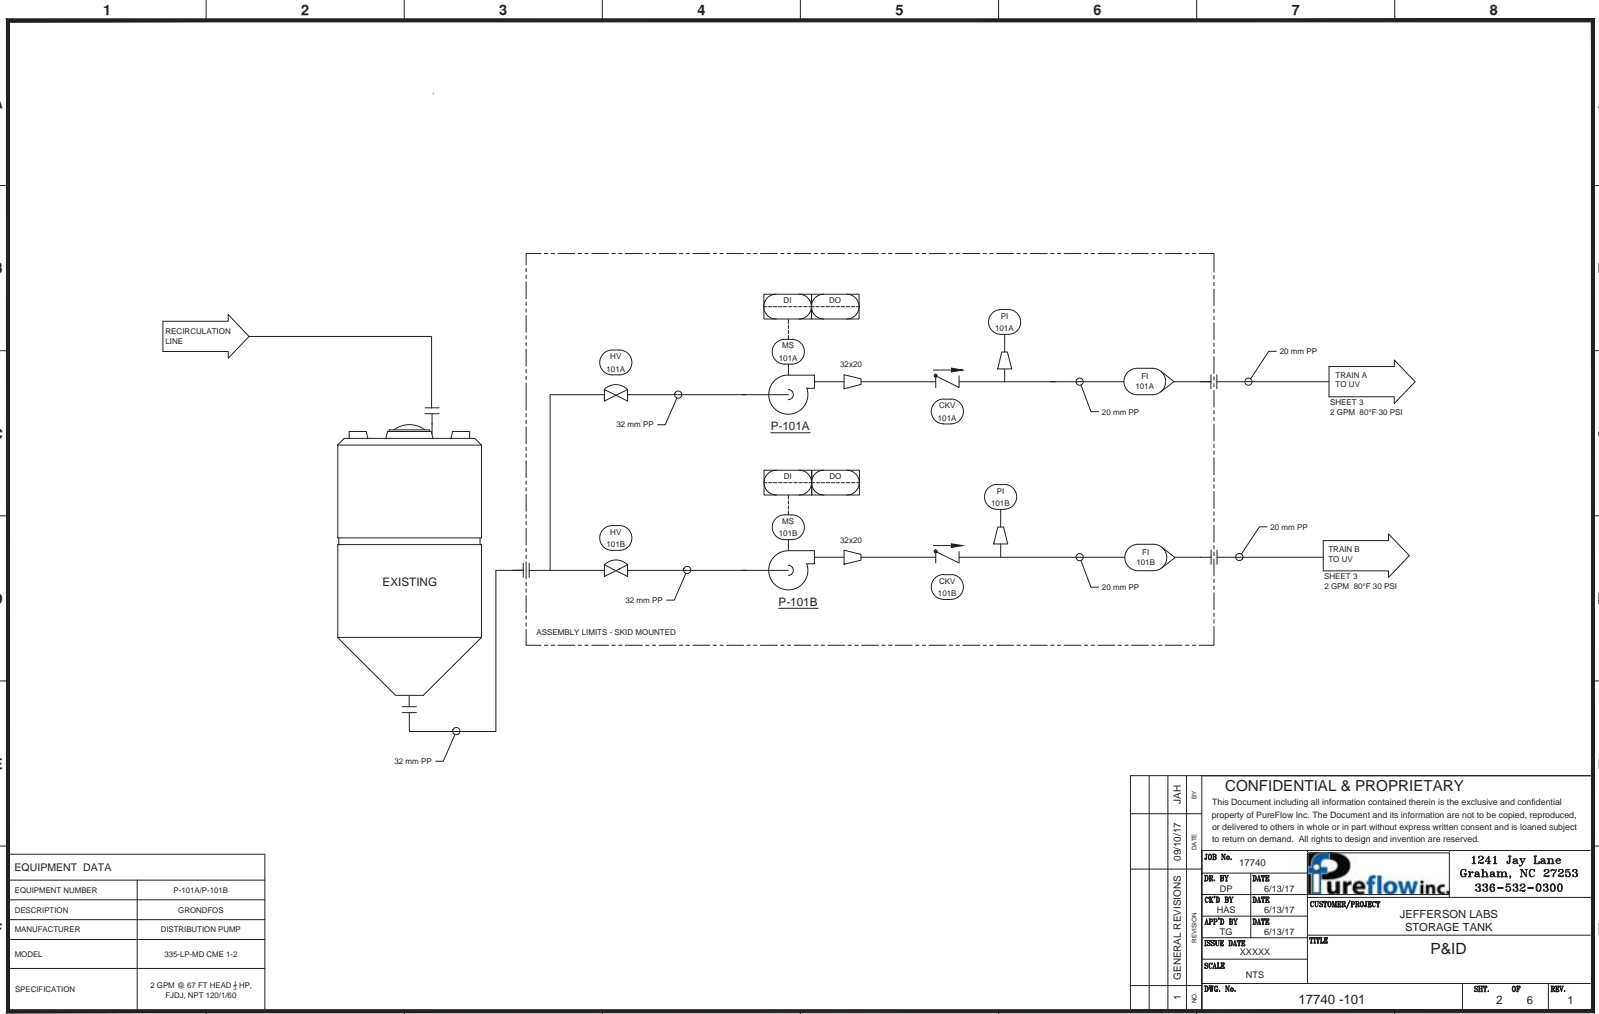 1 2 3 4 5 6 7 8
RECIRCULATION
LINE
EXISTING
32 mm PP
HV
101A
32 mm PP
DI DO
MS
101A
P-101A
32x20
CKV
101A
PI
101A
20 mm PP
FI
101A
20 mm PP
TRAIN A
TO UV
SHEET 3
2 GPM 80°F 30 PSI
HV
101B
32 mm PP
DI DO
MS
101B
P-101B
32x20
CKV
101B
PI
101B
20 mm PP
FI
101B
20 mm PP
TRAIN B
TO UV
SHEET 3
2 GPM 80°F 30 PSI
ASSEMBLY LIMITS - SKID MOUNTED
EQUIPMENT DATA
EQUIPMENT NUMBER P-101A/P-101B
DESCRIPTION GRONDFOS
MANUFACTURER DISTRIBUTION PUMP
MODEL 335-LP-MD CME 1-2
SPECIFICATION
2 GPM @ 67 FT HEAD HP,
FJDJ, NPT 120/1/60
1 GENERAL REVISIONS 09/10/17 JAH
NO. REVISION DATE BY
CONFIDENTIAL & PROPRIETARY
This Document including all information contained therein is the exclusive and confidential
property of PureFlow Inc. The Document and its information are not to be copied, reproduced,
or delivered to others in whole or in part without express written consent and is loaned subject
to return on demand. All rights to design and invention are reserved.
JOB No. 17740
DR. BY DATE
DP 6/13/17
CK'D BY DATE
HAS 6/13/17
APP'D BY DATE
TG 6/13/17
ISSUE DATE
XXXXX
SCALE
NTS
Pureflow inc.
1241 Jay Lane
Graham, NC 27253
336-532-0300
CUSTOMER/PROJECT
JEFFERSON LABS
STORAGE TANK
TITLE
P&ID
DWG. No.
17740 -101
SHT. OF REV.
2 6 1